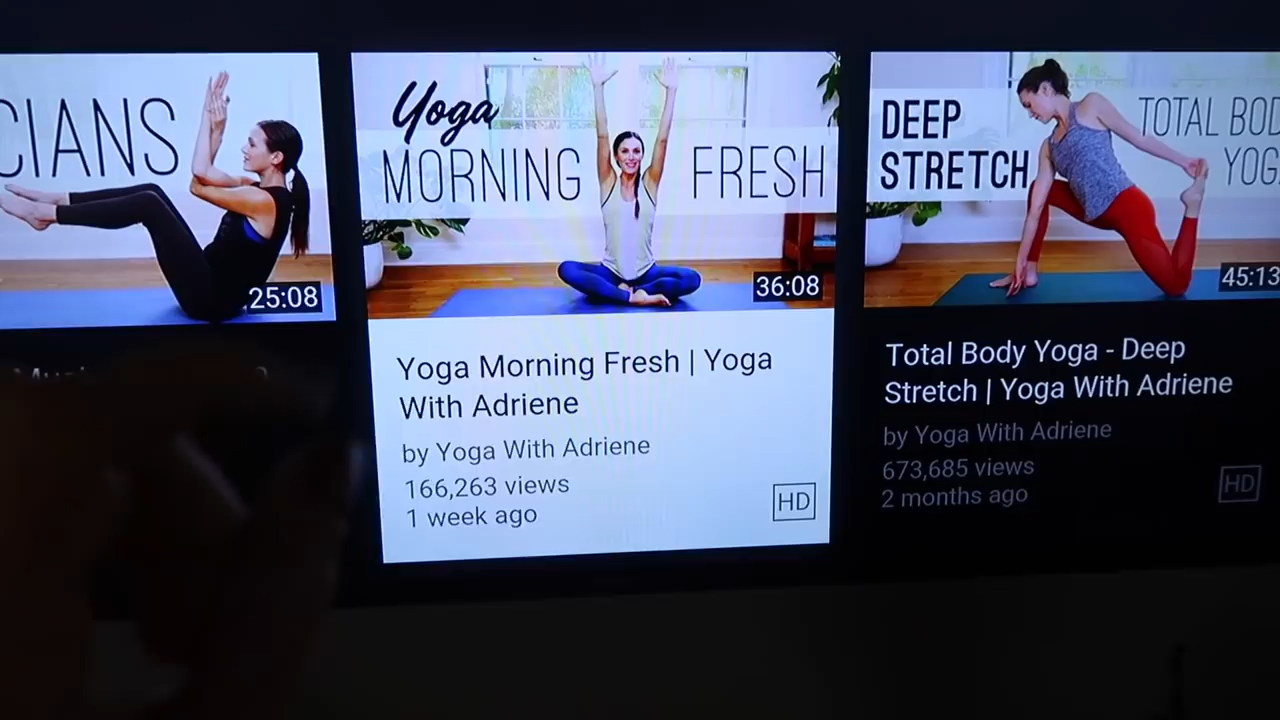 CIANS
25:08
Yoga
MORNING FRESH
36:08
Yoga Morning Fresh | Yoga
With Adriene
by Yoga With Adriene
166,263 views
1 week ago
HD
DEEP
STRETCH
TOTAL BOD
YOG
45:13
Total Body Yoga - Deep
Stretch | Yoga With Adriene
by Yoga With Adriene
673,685 views
2 months ago
HD